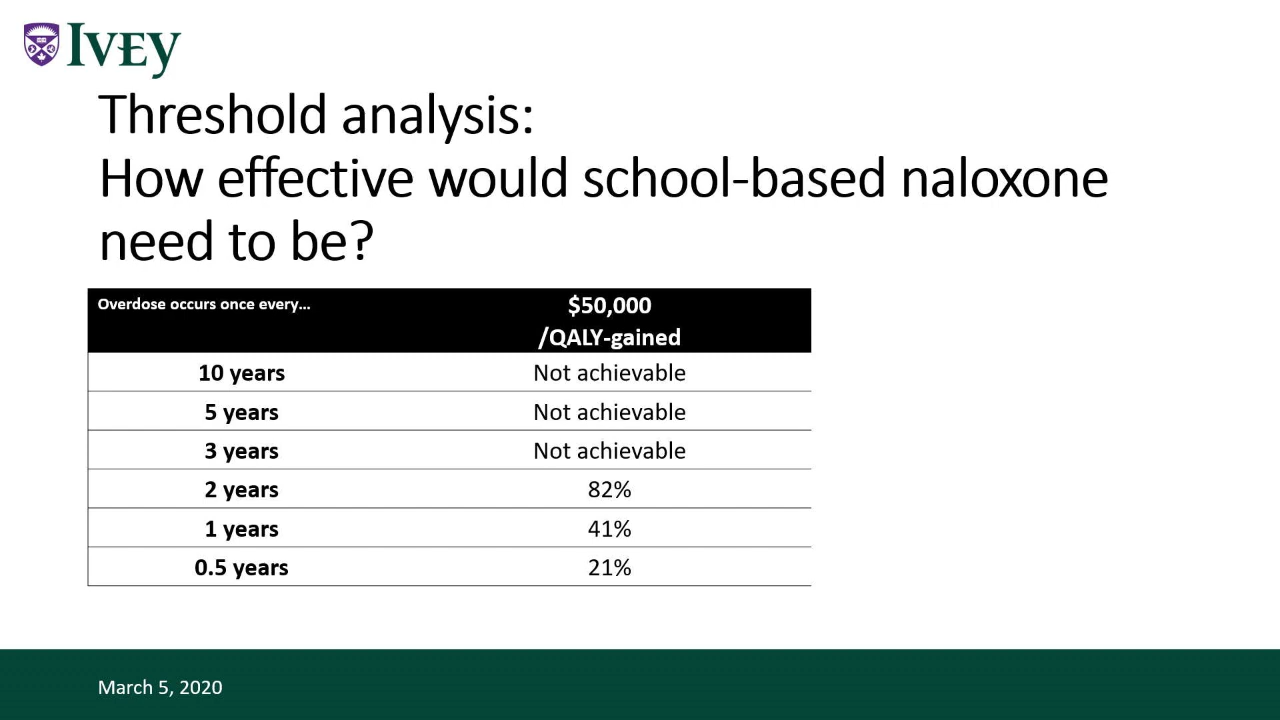 IVEY
Threshold analysis:
How effective would school-based naloxone
need to be?
Overdose occurs once every... $50,000
/QALY-gained
10 years Not achievable
5 years Not achievable
3 years Not achievable
2 years 82%
1 years 41%
0.5 years 21%
March 5, 2020